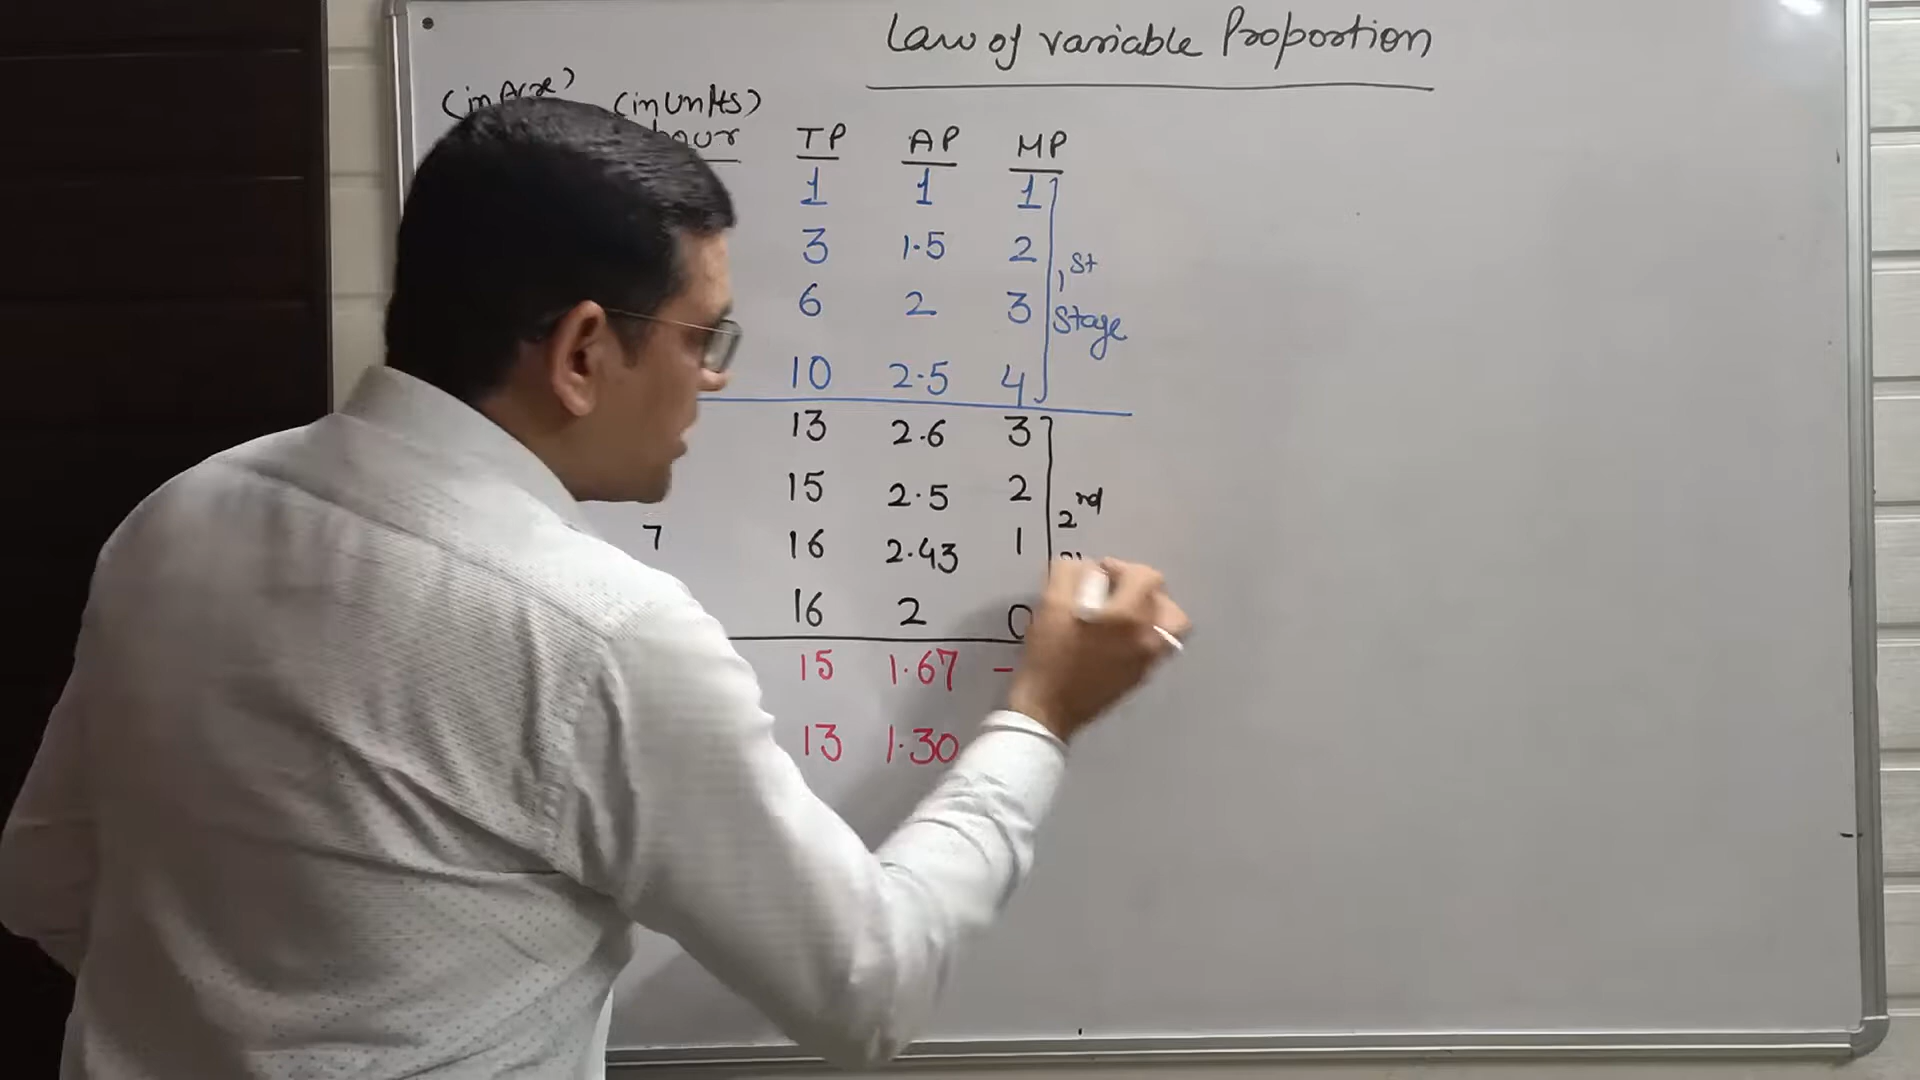 Law of variable Proportion
(in Acre) (in Units)
TP AP MP
1 1 1
3 1.5 2
6 2 3
10 2.5 4
1st
Stage
13 2.6 3
15 2.5 2
7 16 2.43 1
16 2 0
2nd
15 1.67 -
13 1.30